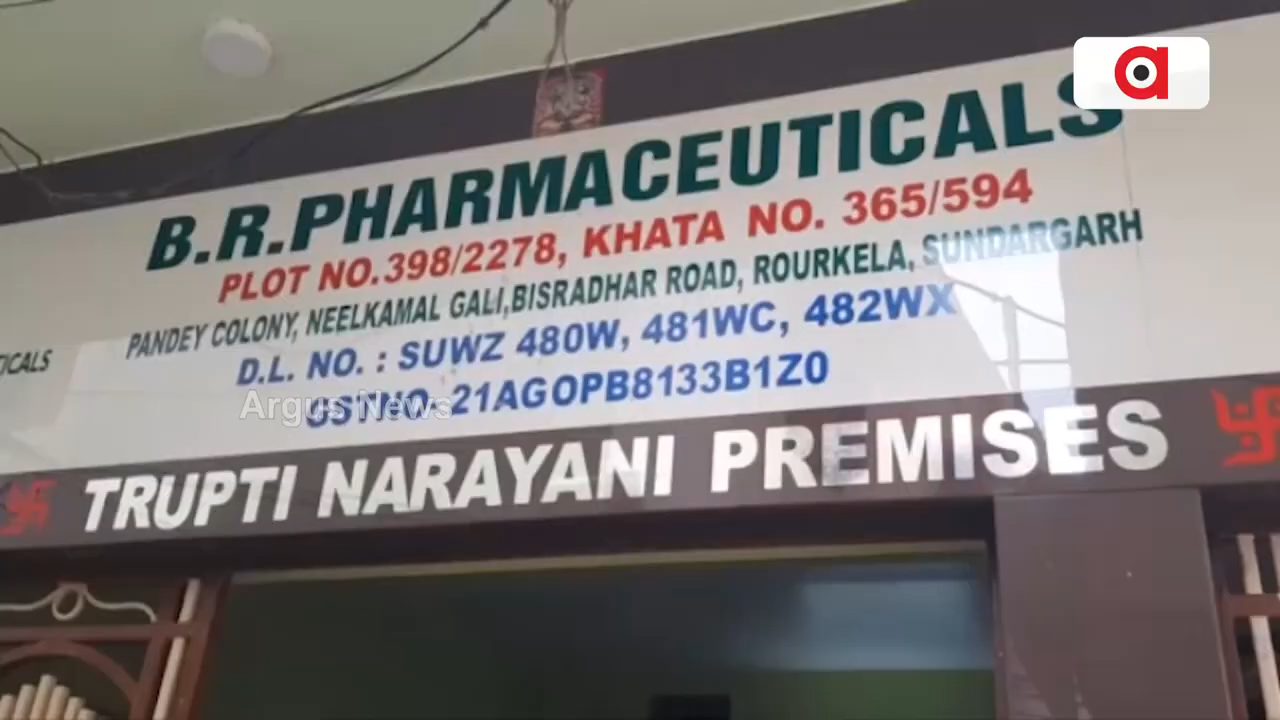 B.R.PHARMACEUTICALS
PLOT NO.398/2278, KHATA NO. 365/594
PANDEY COLONY, NEELKAMAL GALI,BISRADHAR ROAD, ROURKELA, SUNDARGARH
D.L. NO. : SUWZ 480W, 481WC, 482WX
GSTNO- 21AGOPB8133B1Z0
Argus News
TRUPTI NARAYANI PREMISES
a